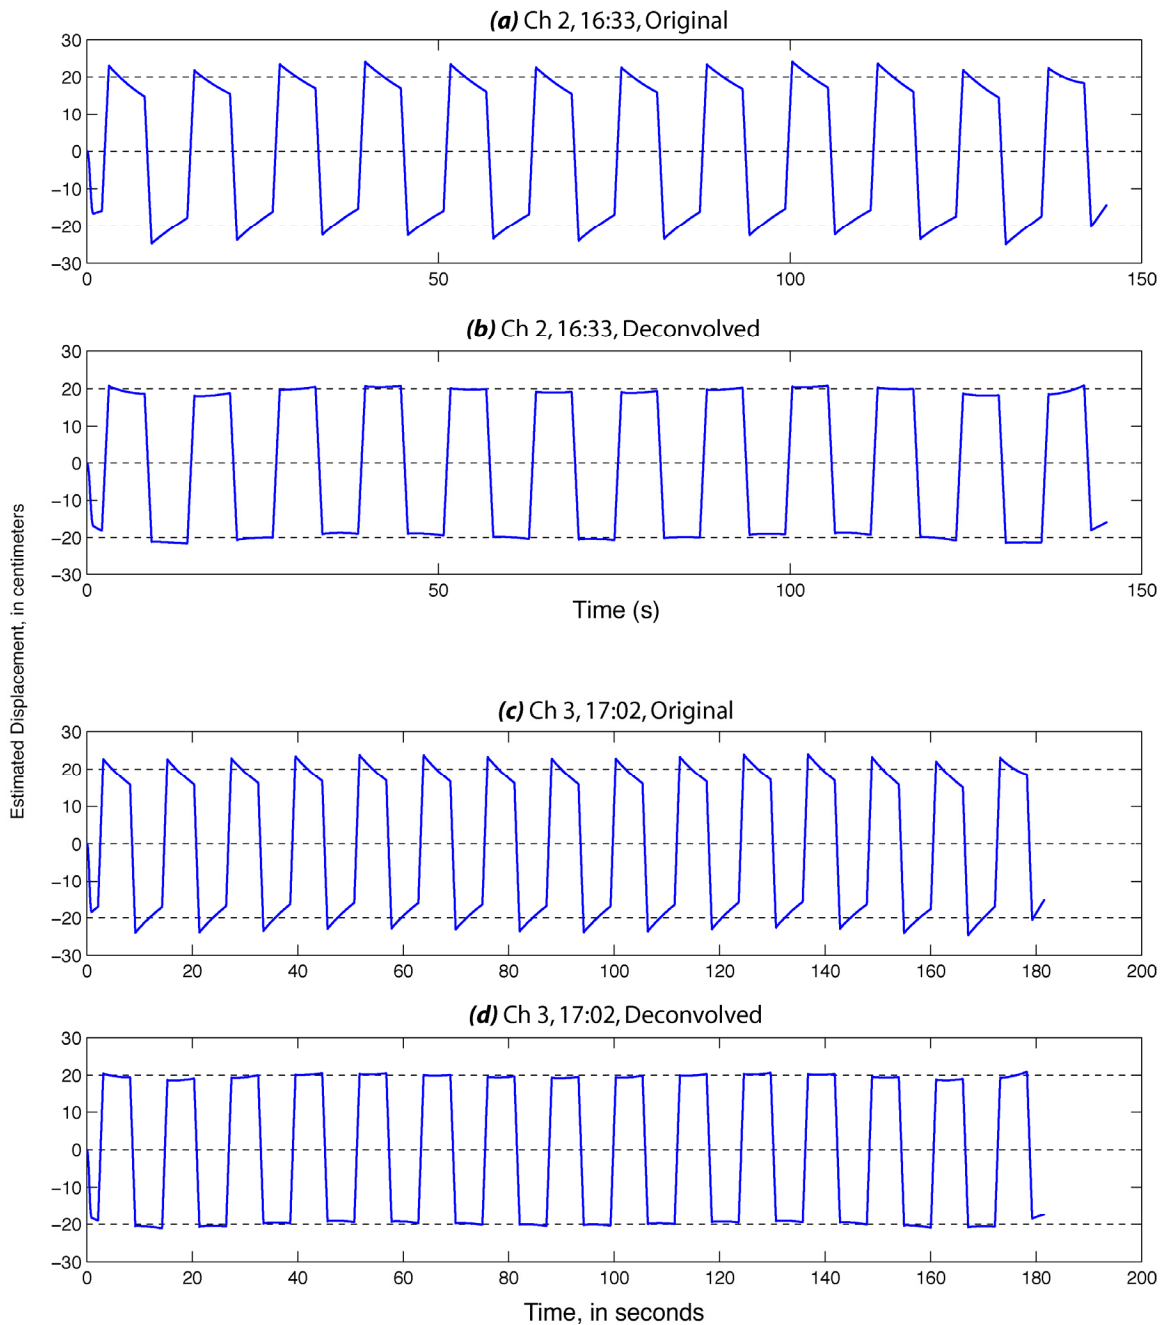 (a) Ch 2, 16:33, Original
30
20
10
0
−10
−20
−30
0 50 100 150
(b) Ch 2, 16:33, Deconvolved
30
20
10
0
−10
−20
−30
0 50 100 150
Time (s)
Estimated Displacement, in centimeters
(c) Ch 3, 17:02, Original
30
20
10
0
−10
−20
−30
0 20 40 60 80 100 120 140 160 180 200
(d) Ch 3, 17:02, Deconvolved
30
20
10
0
−10
−20
−30
0 20 40 60 80 100 120 140 160 180 200
Time, in seconds